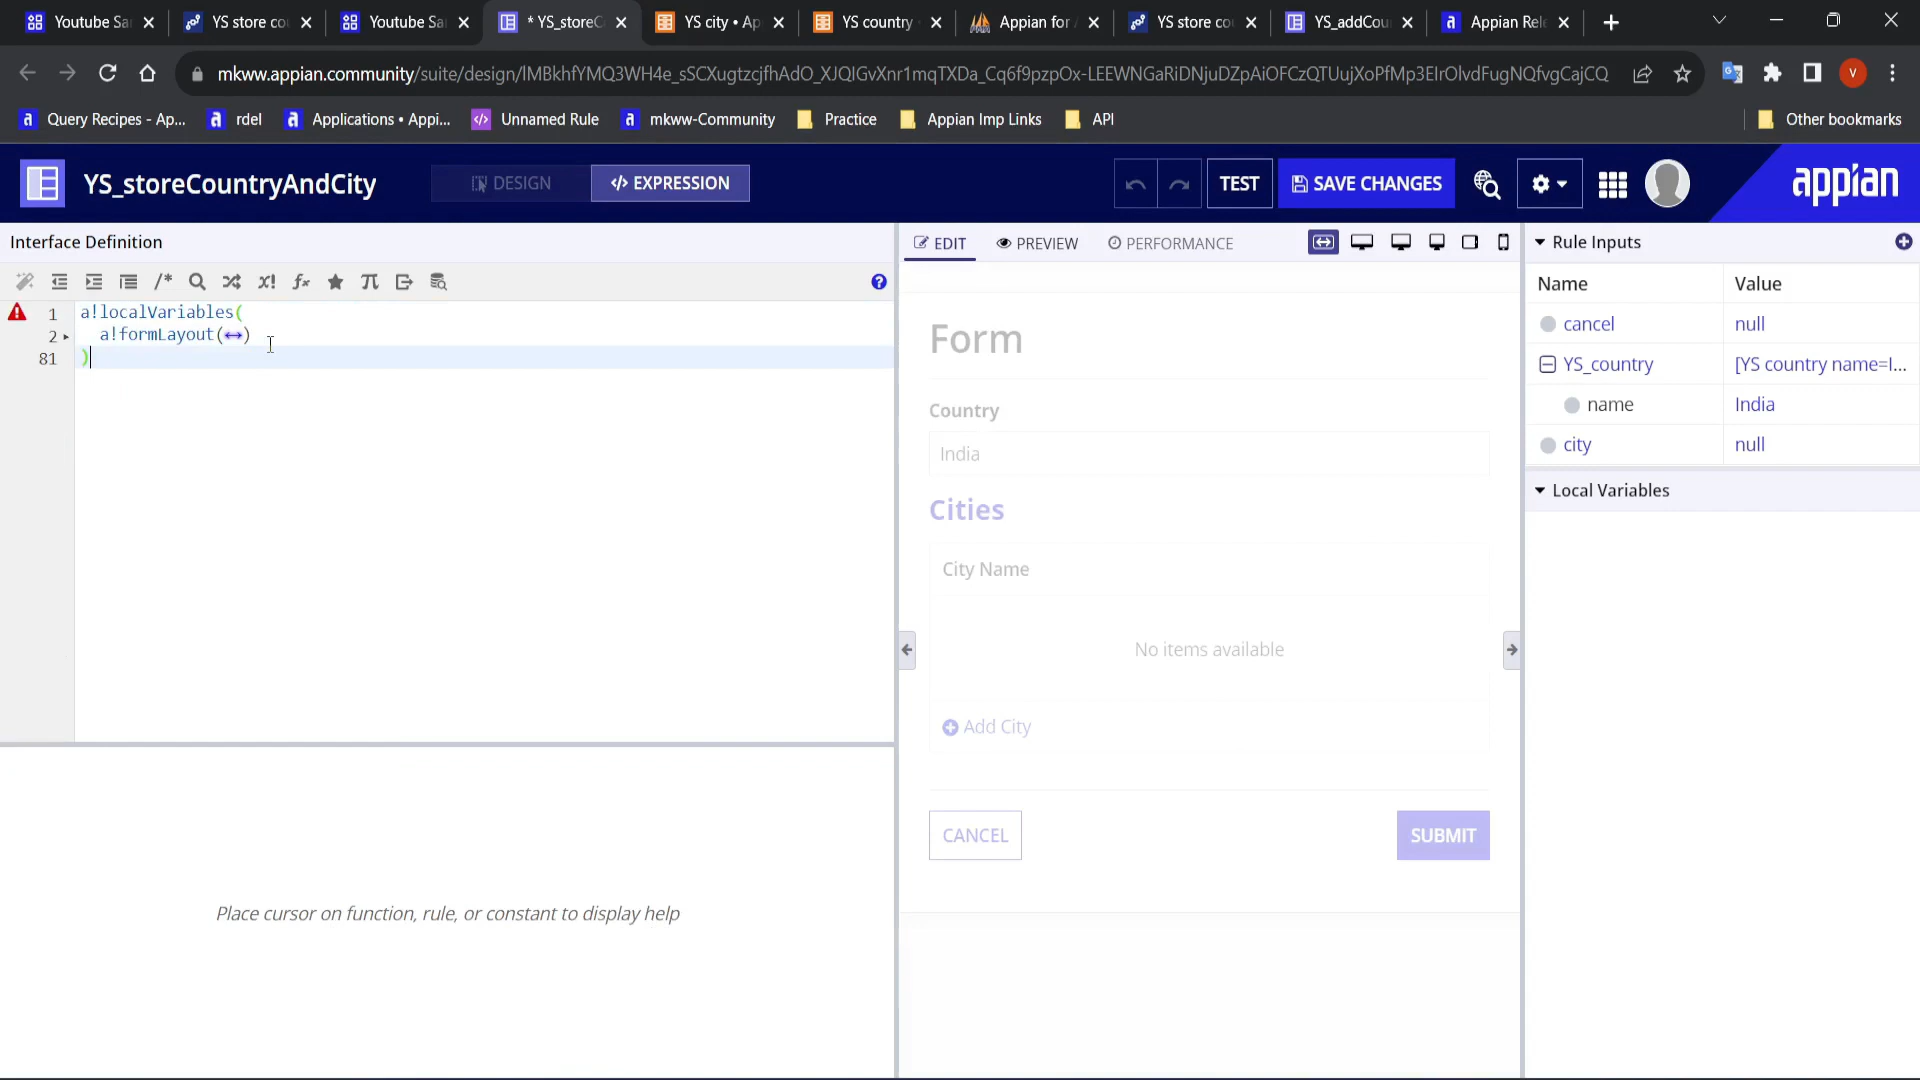 Youtube Sa
YS store co
Youtube Sa
* YS_storeC
YS city • Ap
YS country
Appian for
YS store co
YS_addCou
Appian Rel
mkww.appian.community/suite/design/
Query Recipes - Ap...
rdel
Applications • Appi...
Unnamed Rule
mkww-Community
Practice
Appian Imp Links
API
Other bookmarks
YS_storeCountryAndCity
DESIGN
</> EXPRESSION
TEST
SAVE CHANGES
appian
Interface Definition
EDIT
PREVIEW
PERFORMANCE
Rule Inputs
1 a!localVariables(
2 a!formLayout(↔)
81 )
Form
Country
India
Cities
City Name
No items available
Add City
CANCEL
SUBMIT
Name Value
cancel null
YS_country [YS country name=I...
name India
city null
Local Variables
Place cursor on function, rule, or constant to display help